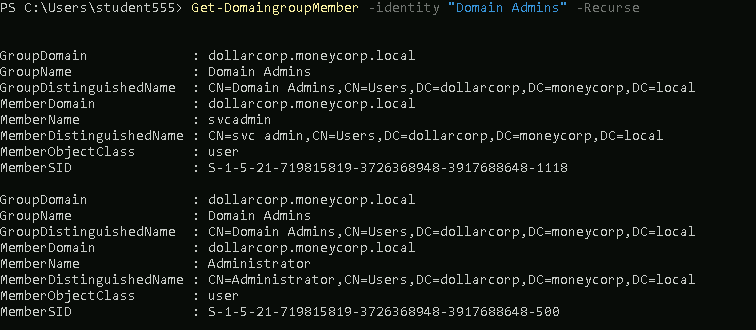 PS C:\Users\student555> Get-DomaingroupMember -identity "Domain Admins" -Recurse
GroupDomain : dollarcorp.moneycorp.local
GroupName : Domain Admins
GroupDistinguishedName : CN=Domain Admins,CN=Users,DC=dollarcorp,DC=moneycorp,DC=local
MemberDomain : dollarcorp.moneycorp.local
MemberName : svcadmin
MemberDistinguishedName : CN=svc admin,CN=Users,DC=dollarcorp,DC=moneycorp,DC=local
MemberObjectClass : user
MemberSID : S-1-5-21-719815819-3726368948-3917688648-1118
GroupDomain : dollarcorp.moneycorp.local
GroupName : Domain Admins
GroupDistinguishedName : CN=Domain Admins,CN=Users,DC=dollarcorp,DC=moneycorp,DC=local
MemberDomain : dollarcorp.moneycorp.local
MemberName : Administrator
MemberDistinguishedName : CN=Administrator,CN=Users,DC=dollarcorp,DC=moneycorp,DC=local
MemberObjectClass : user
MemberSID : S-1-5-21-719815819-3726368948-3917688648-500